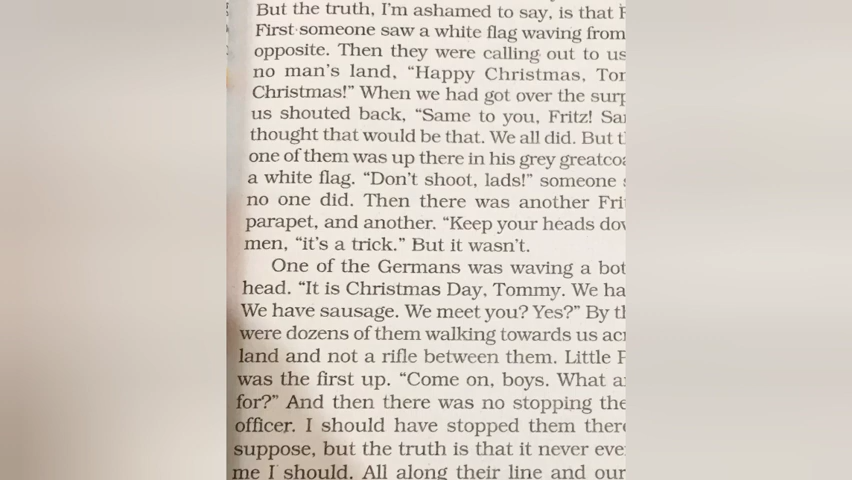 But the truth, I'm ashamed to say, is that
First someone saw a white flag waving from
opposite. Then they were calling out to us
no man's land, "Happy Christmas,
Christmas!" When we had got over the
us shouted back, "Same to you, Fritz!
thought that would be that. We all did. But
one of them was up there in his grey
a white flag. "Don't shoot, lads!" someone
no one did. Then there was another
parapet, and another. "Keep your heads
men, "it's a trick." But it wasn't.
One of the Germans was waving a
head. "It is Christmas Day, Tommy. We
We have sausage. We meet you? Yes?" By
were dozens of them walking towards us
land and not a rifle between them. Little
was the first up. "Come on, boys. What
for?" And then there was no stopping
officer. I should have stopped them
suppose, but the truth is that it never
me I should. All along their line and our